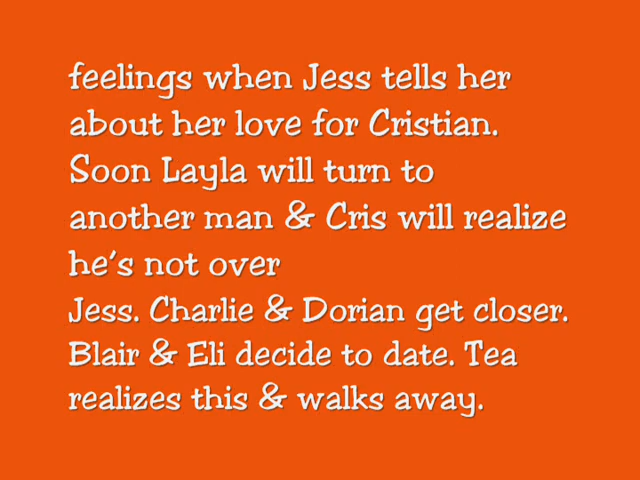 feelings when Jess tells her
about her love for Cristian.
Soon Layla will turn to
another man & Cris will realize
he's not over
Jess. Charlie & Dorian get closer.
Blair & Eli decide to date. Tea
realizes this & walks away.